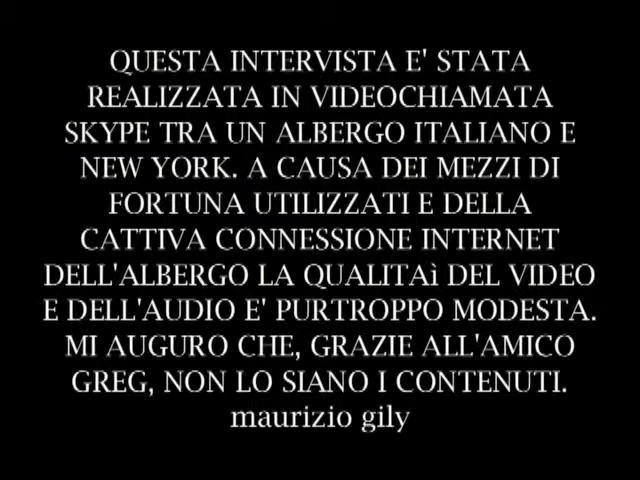 QUESTA INTERVISTA E' STATA
REALIZZATA IN VIDEOCHIAMATA
SKYPE TRA UN ALBERGO ITALIANO E
NEW YORK. A CAUSA DEI MEZZI DI
FORTUNA UTILIZZATI E DELLA
CATTIVA CONNESSIONE INTERNET
DELL'ALBERGO LA QUALITAì DEL VIDEO
E DELL'AUDIO E' PURTROPPO MODESTA.
MI AUGURO CHE, GRAZIE ALL'AMICO
GREG, NON LO SIANO I CONTENUTI.
maurizio gily